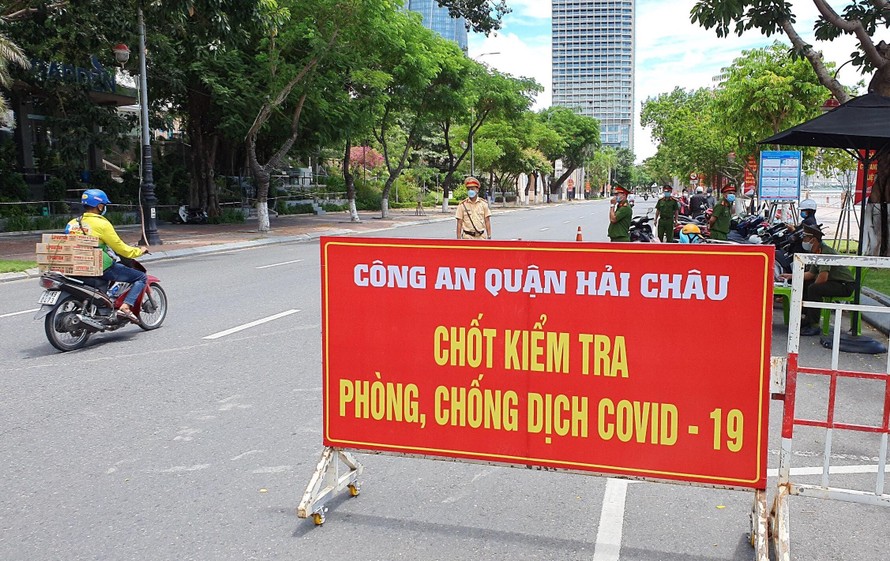 CÔNG AN QUẬN HẢI CHÂU
CHỐT KIỂM TRA
PHÒNG, CHỐNG DỊCH COVID - 19